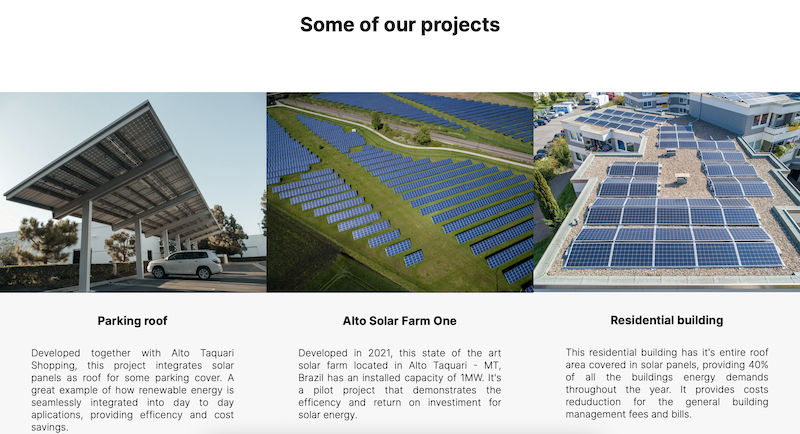 Some of our projects
Parking roof
Developed together with Alto Taquari
Shopping, this project integrates solar
panels as roof for some parking cover. A
great example of how renewable energy is
seamlessly integrated into day to day
aplications, providing efficency and cost
savings.
Alto Solar Farm One
Developed in 2021, this state of the art
solar farm located in Alto Taquari - MT,
Brazil has an installed capacity of 1MW. It's
a pilot project that demonstrates the
efficency and return on investment for
solar energy.
Residential building
This residential building has it's entire roof
area covered in solar panels, providing 40%
of all the buildings energy demands
throughout the year. It provides costs
reduduction for the general building
management fees and bills.